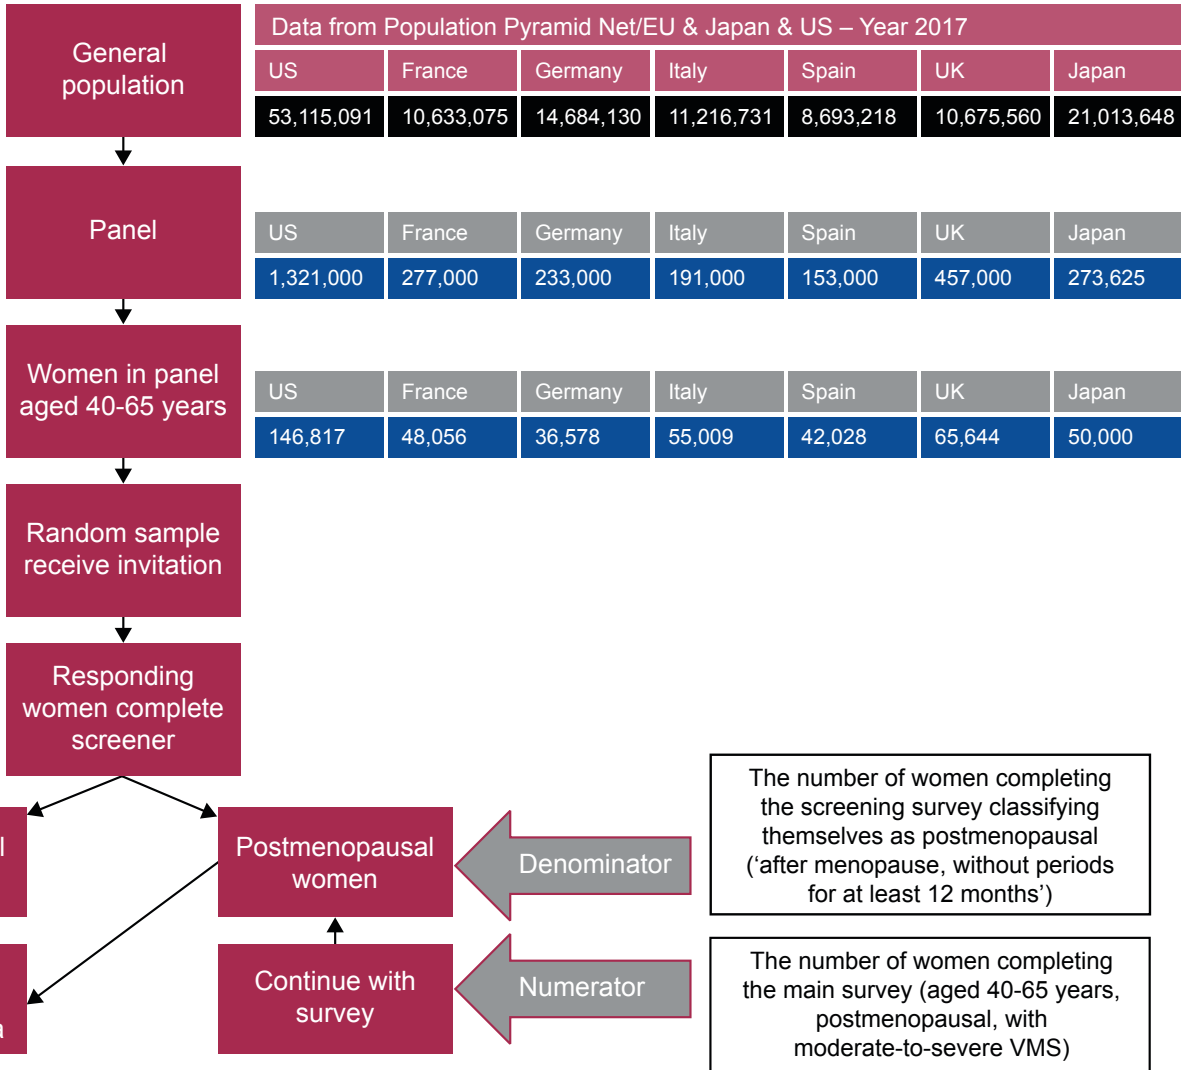 General
population
Data from Population Pyramid Net/EU & Japan & US – Year 2017
US France Germany Italy Spain UK Japan
53,115,091 10,633,075 14,684,130 11,216,731 8,693,218 10,675,560 21,013,648
Panel
US France Germany Italy Spain UK Japan
1,321,000 277,000 233,000 191,000 153,000 457,000 273,625
Women in panel
aged 40-65 years
US France Germany Italy Spain UK Japan
146,817 48,056 36,578 55,009 42,028 65,644 50,000
Random sample
receive invitation
Responding
women complete
screener
Postmenopausal
women
Denominator
The number of women completing
the screening survey classifying
themselves as postmenopausal
(‘after menopause, without periods
for at least 12 months’)
Continue with
survey
Numerator
The number of women completing
the main survey (aged 40-65 years,
postmenopausal, with
moderate-to-severe VMS)